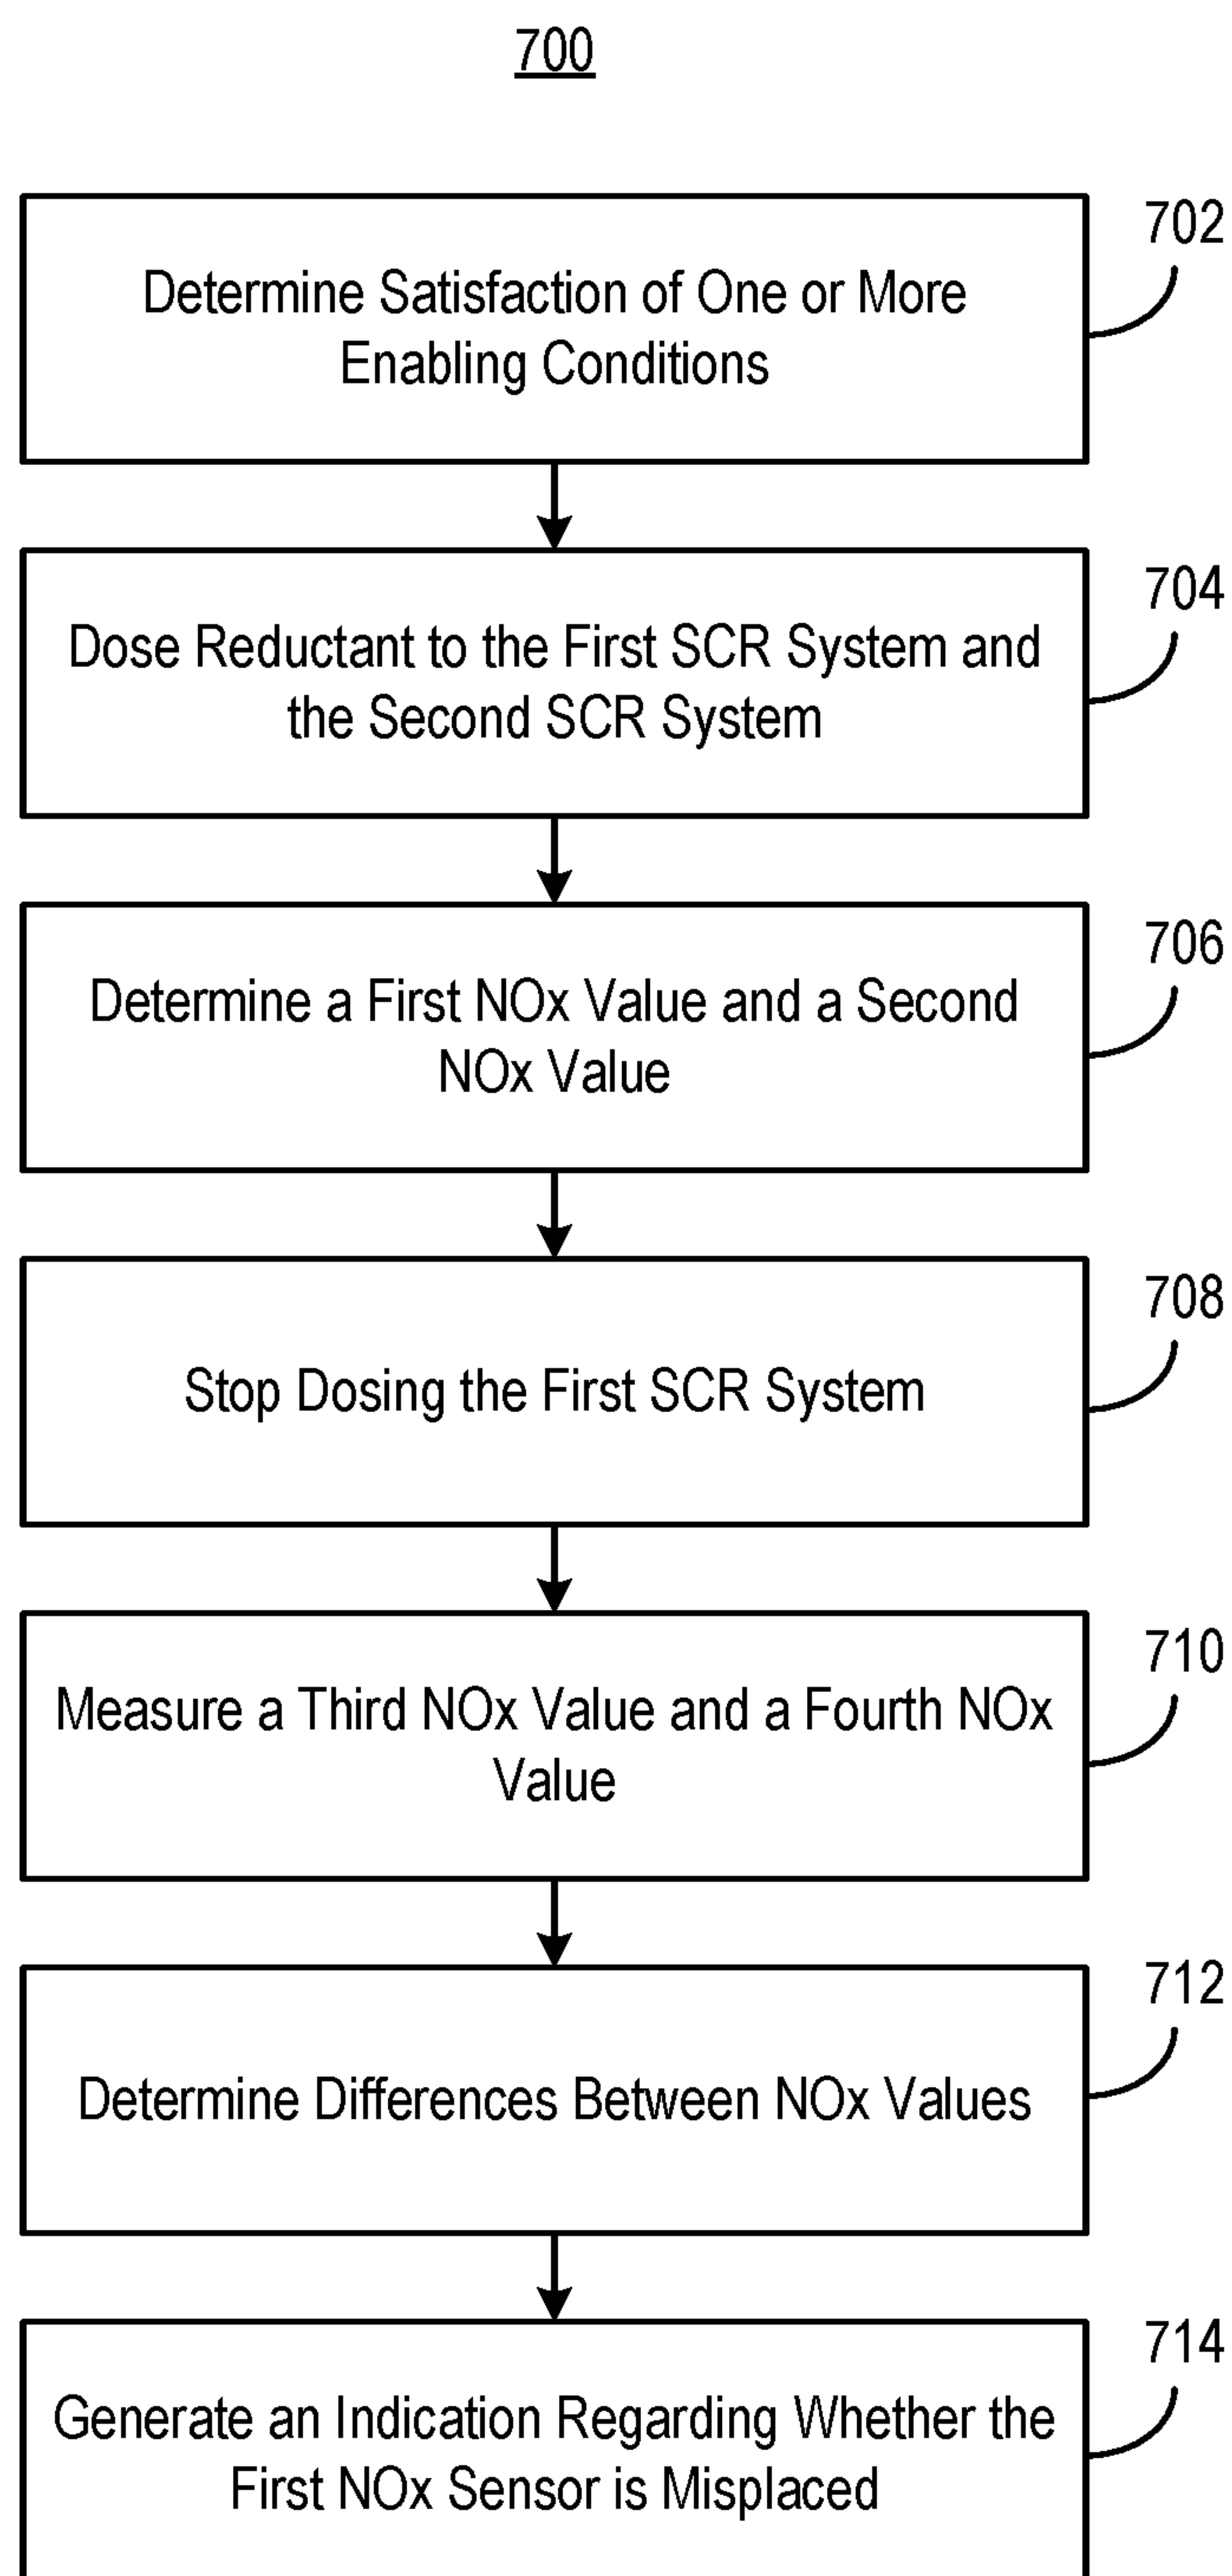 700
702
Determine Satisfaction of One or More
Enabling Conditions
704
Dose Reductant to the First SCR System and
the Second SCR System
706
Determine a First NOx Value and a Second
NOx Value
708
Stop Dosing the First SCR System
710
Measure a Third NOx Value and a Fourth NOx
Value
712
Determine Differences Between NOx Values
714
Generate an Indication Regarding Whether the
First NOx Sensor is Misplaced